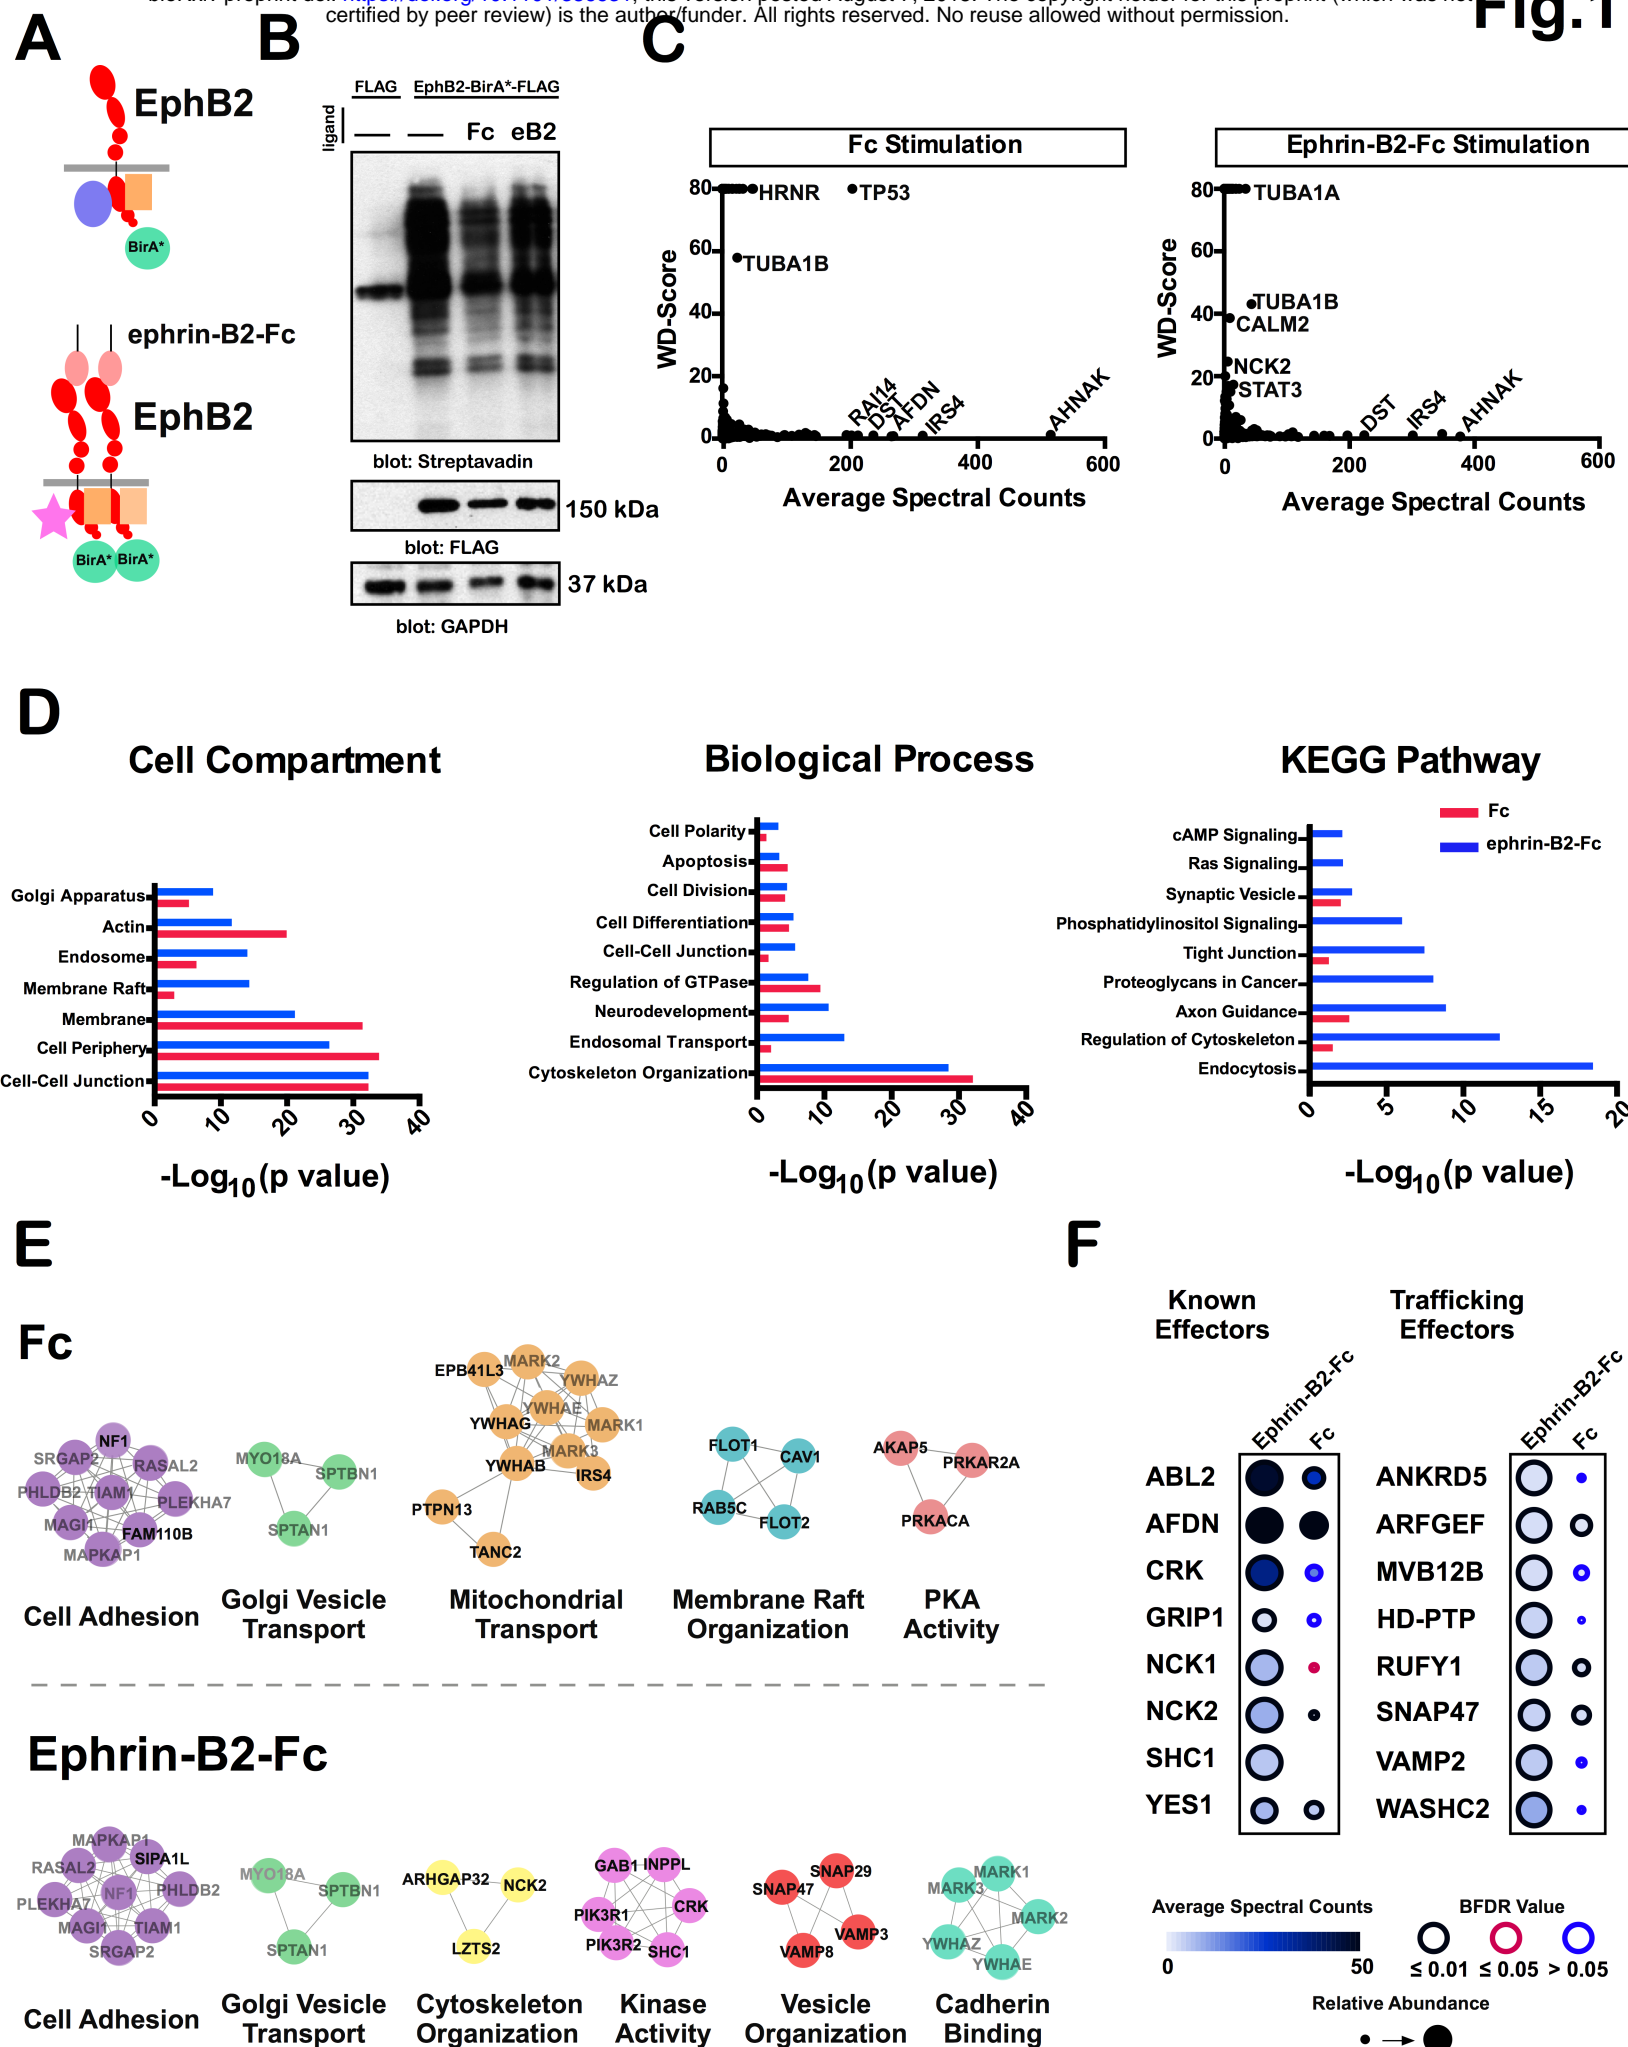 certified by peer review) is the author/funder. All rights reserved. No reuse allowed without permission.
Fig.1
A
EphB2
BirA*
ephrin-B2-Fc
EphB2
BirA* BirA*
B
FLAG EphB2-BirA*-FLAG
ligand
— — Fc eB2
blot: Streptavadin
150 kDa
blot: FLAG
37 kDa
blot: GAPDH
C
Fc Stimulation
WD-Score
80
60
40
20
0
HRNR
TP53
TUBA1B
RAI14
DST
AFDN
IRS4
AHNAK
0 200 400 600
Average Spectral Counts
Ephrin-B2-Fc Stimulation
WD-Score
80
60
40
20
0
TUBA1A
TUBA1B
CALM2
NCK2
STAT3
DST
IRS4
AHNAK
0 200 400 600
Average Spectral Counts
D
Cell Compartment
Golgi Apparatus
Actin
Endosome
Membrane Raft
Membrane
Cell Periphery
Cell-Cell Junction
0 10 20 30 40
-Log10(p value)
Biological Process
Cell Polarity
Apoptosis
Cell Division
Cell Differentiation
Cell-Cell Junction
Regulation of GTPase
Neurodevelopment
Endosomal Transport
Cytoskeleton Organization
0 10 20 30 40
-Log10(p value)
KEGG Pathway
Fc
ephrin-B2-Fc
cAMP Signaling
Ras Signaling
Synaptic Vesicle
Phosphatidylinositol Signaling
Tight Junction
Proteoglycans in Cancer
Axon Guidance
Regulation of Cytoskeleton
Endocytosis
0 5 10 15 20
-Log10(p value)
E
Fc
NF1
SRGAP2
RASAL2
PHLDB2
TIAM1
PLEKHA7
MAGI1
FAM110B
MAPKAP1
Cell Adhesion
MYO18A
SPTBN1
SPTAN1
Golgi Vesicle
Transport
EPB41L3
MARK2
YWHAZ
YWHAE
YWHAG
MARK1
MARK3
YWHAB
IRS4
PTPN13
TANC2
Mitochondrial
Transport
FLOT1
CAV1
RAB5C
FLOT2
Membrane Raft
Organization
AKAP5
PRKAR2A
PRKACA
PKA
Activity
Ephrin-B2-Fc
MAPKAP1
SIPA1L
RASAL2
NF1
PHLDB2
PLEKHA7
MAGI1
TIAM1
SRGAP2
Cell Adhesion
MYO18A
SPTBN1
SPTAN1
Golgi Vesicle
Transport
ARHGAP32
NCK2
LZTS2
Cytoskeleton
Organization
GAB1
INPPL
PIK3R1
CRK
PIK3R2
SHC1
Kinase
Activity
SNAP29
SNAP47
VAMP3
VAMP8
Vesicle
Organization
MARK1
MARK3
MARK2
YWHAZ
YWHAE
Cadherin
Binding
F
Known
Effectors
Ephrin-B2-Fc
Fc
ABL2
AFDN
CRK
GRIP1
NCK1
NCK2
SHC1
YES1
Trafficking
Effectors
Ephrin-B2-Fc
Fc
ANKRD5
ARFGEF
MVB12B
HD-PTP
RUFY1
SNAP47
VAMP2
WASHC2
Average Spectral Counts
0 50
BFDR Value
≤ 0.01 ≤ 0.05 > 0.05
Relative Abundance